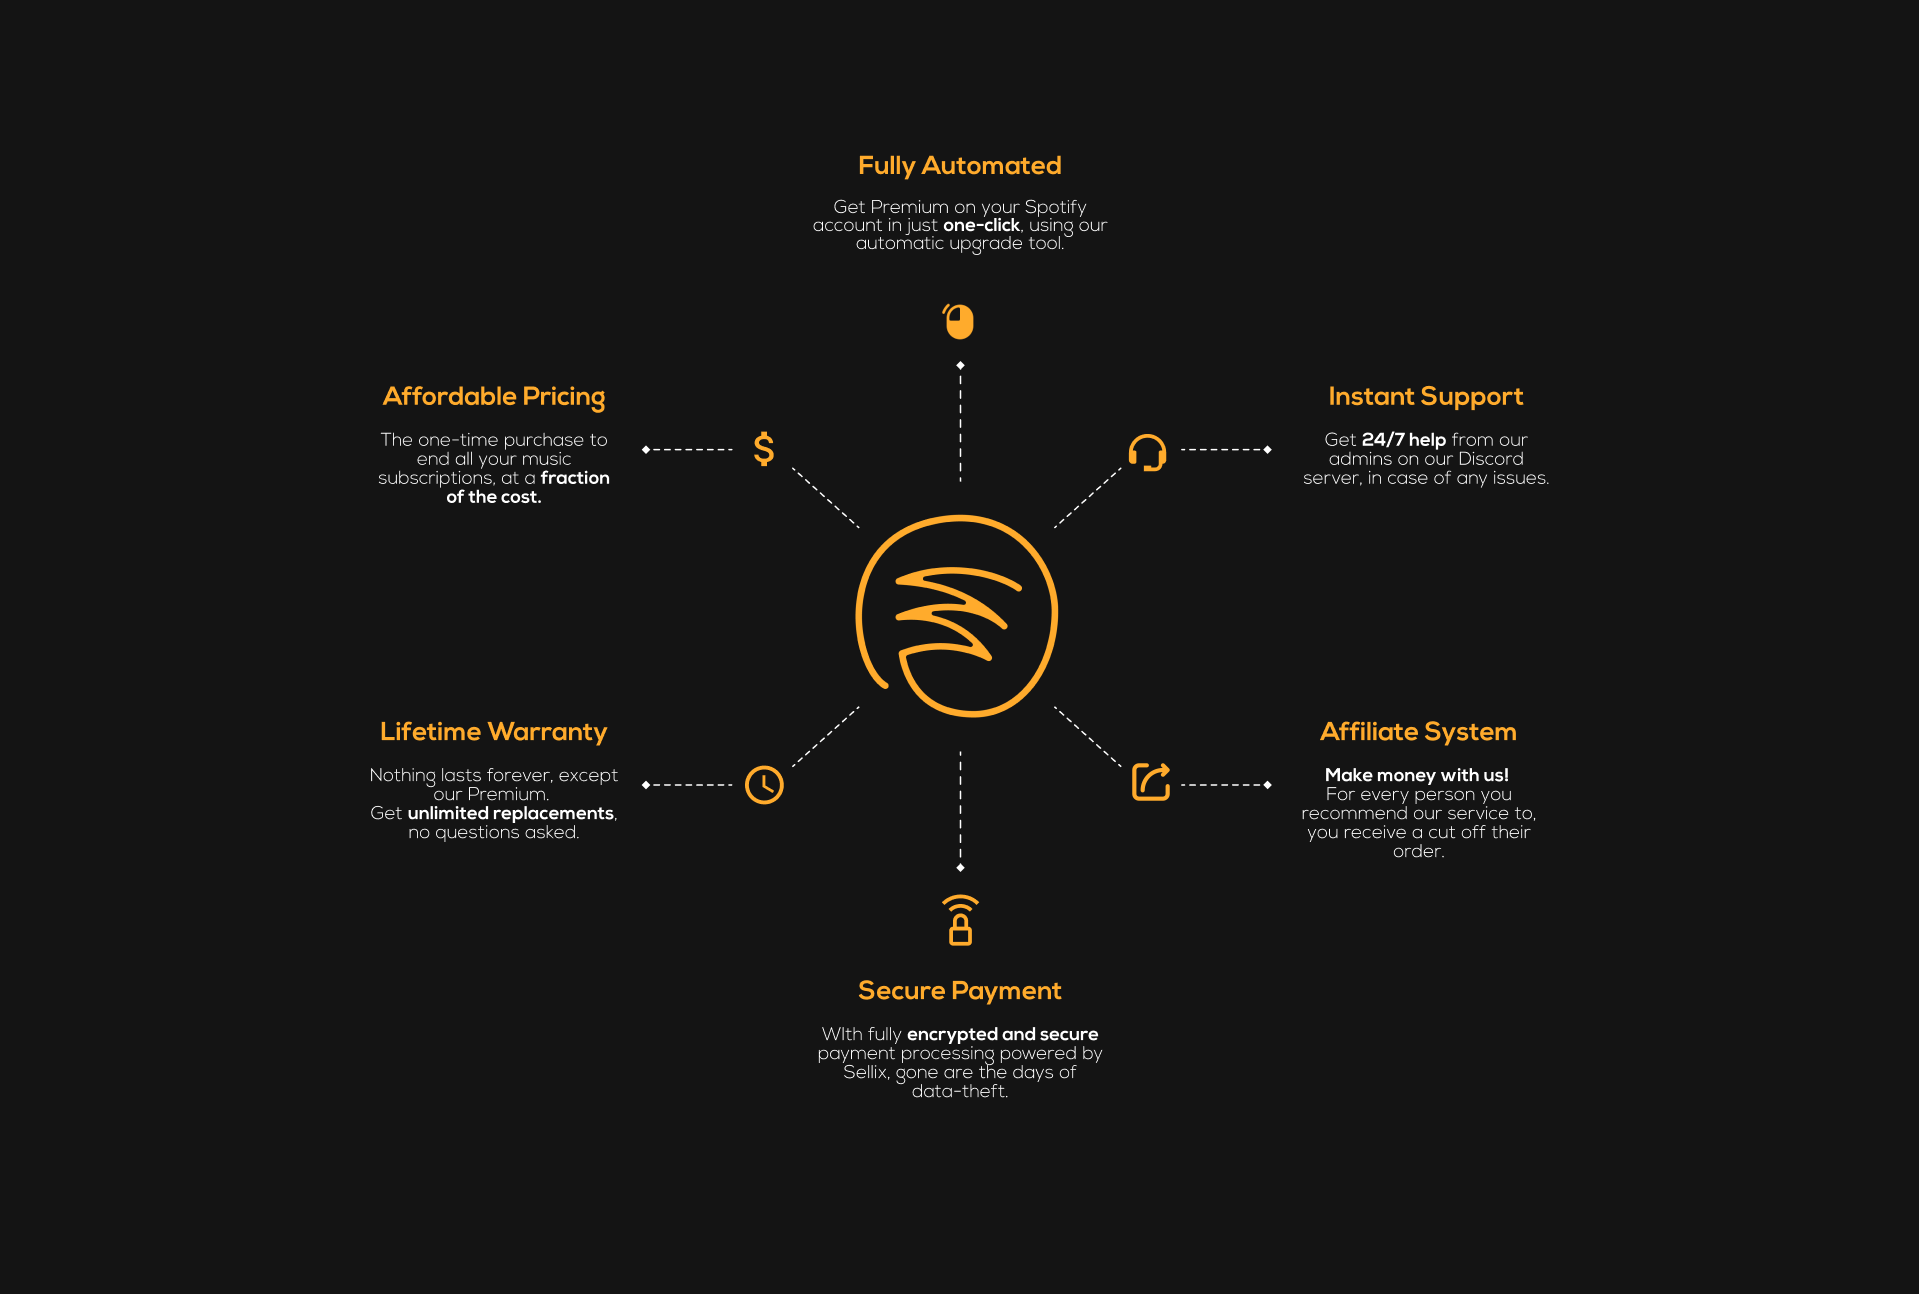 Fully Automated
Get Premium on your Spotify
account in just one-click, using our
automatic upgrade tool.
Affordable Pricing
The one-time purchase to
end all your music
subscriptions, at a fraction
of the cost.
Instant Support
Get 24/7 help from our
admins on our Discord
server, in case of any issues.
Lifetime Warranty
Nothing lasts forever, except
our Premium.
Get unlimited replacements,
no questions asked.
Affiliate System
Make money with us!
For every person you
recommend our service to,
you receive a cut off their
order.
Secure Payment
WIth fully encrypted and secure
payment processing powered by
Sellix, gone are the days of
data-theft.